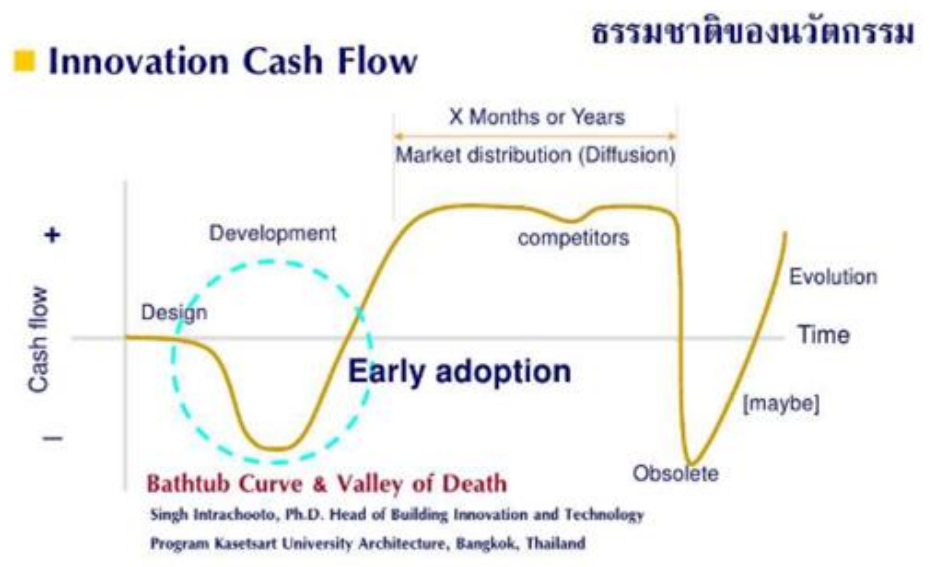 ธรรมชาติของนวัตกรรม
Innovation Cash Flow
X Months or Years
Market distribution (Diffusion)
+
Development
competitors
Evolution
Design
Cash flow
Time
Early adoption
[maybe]
–
Obsolete
Bathtub Curve & Valley of Death
Singh Intrachooto, Ph.D. Head of Building Innovation and Technology
Program Kasetsart University Architecture, Bangkok, Thailand